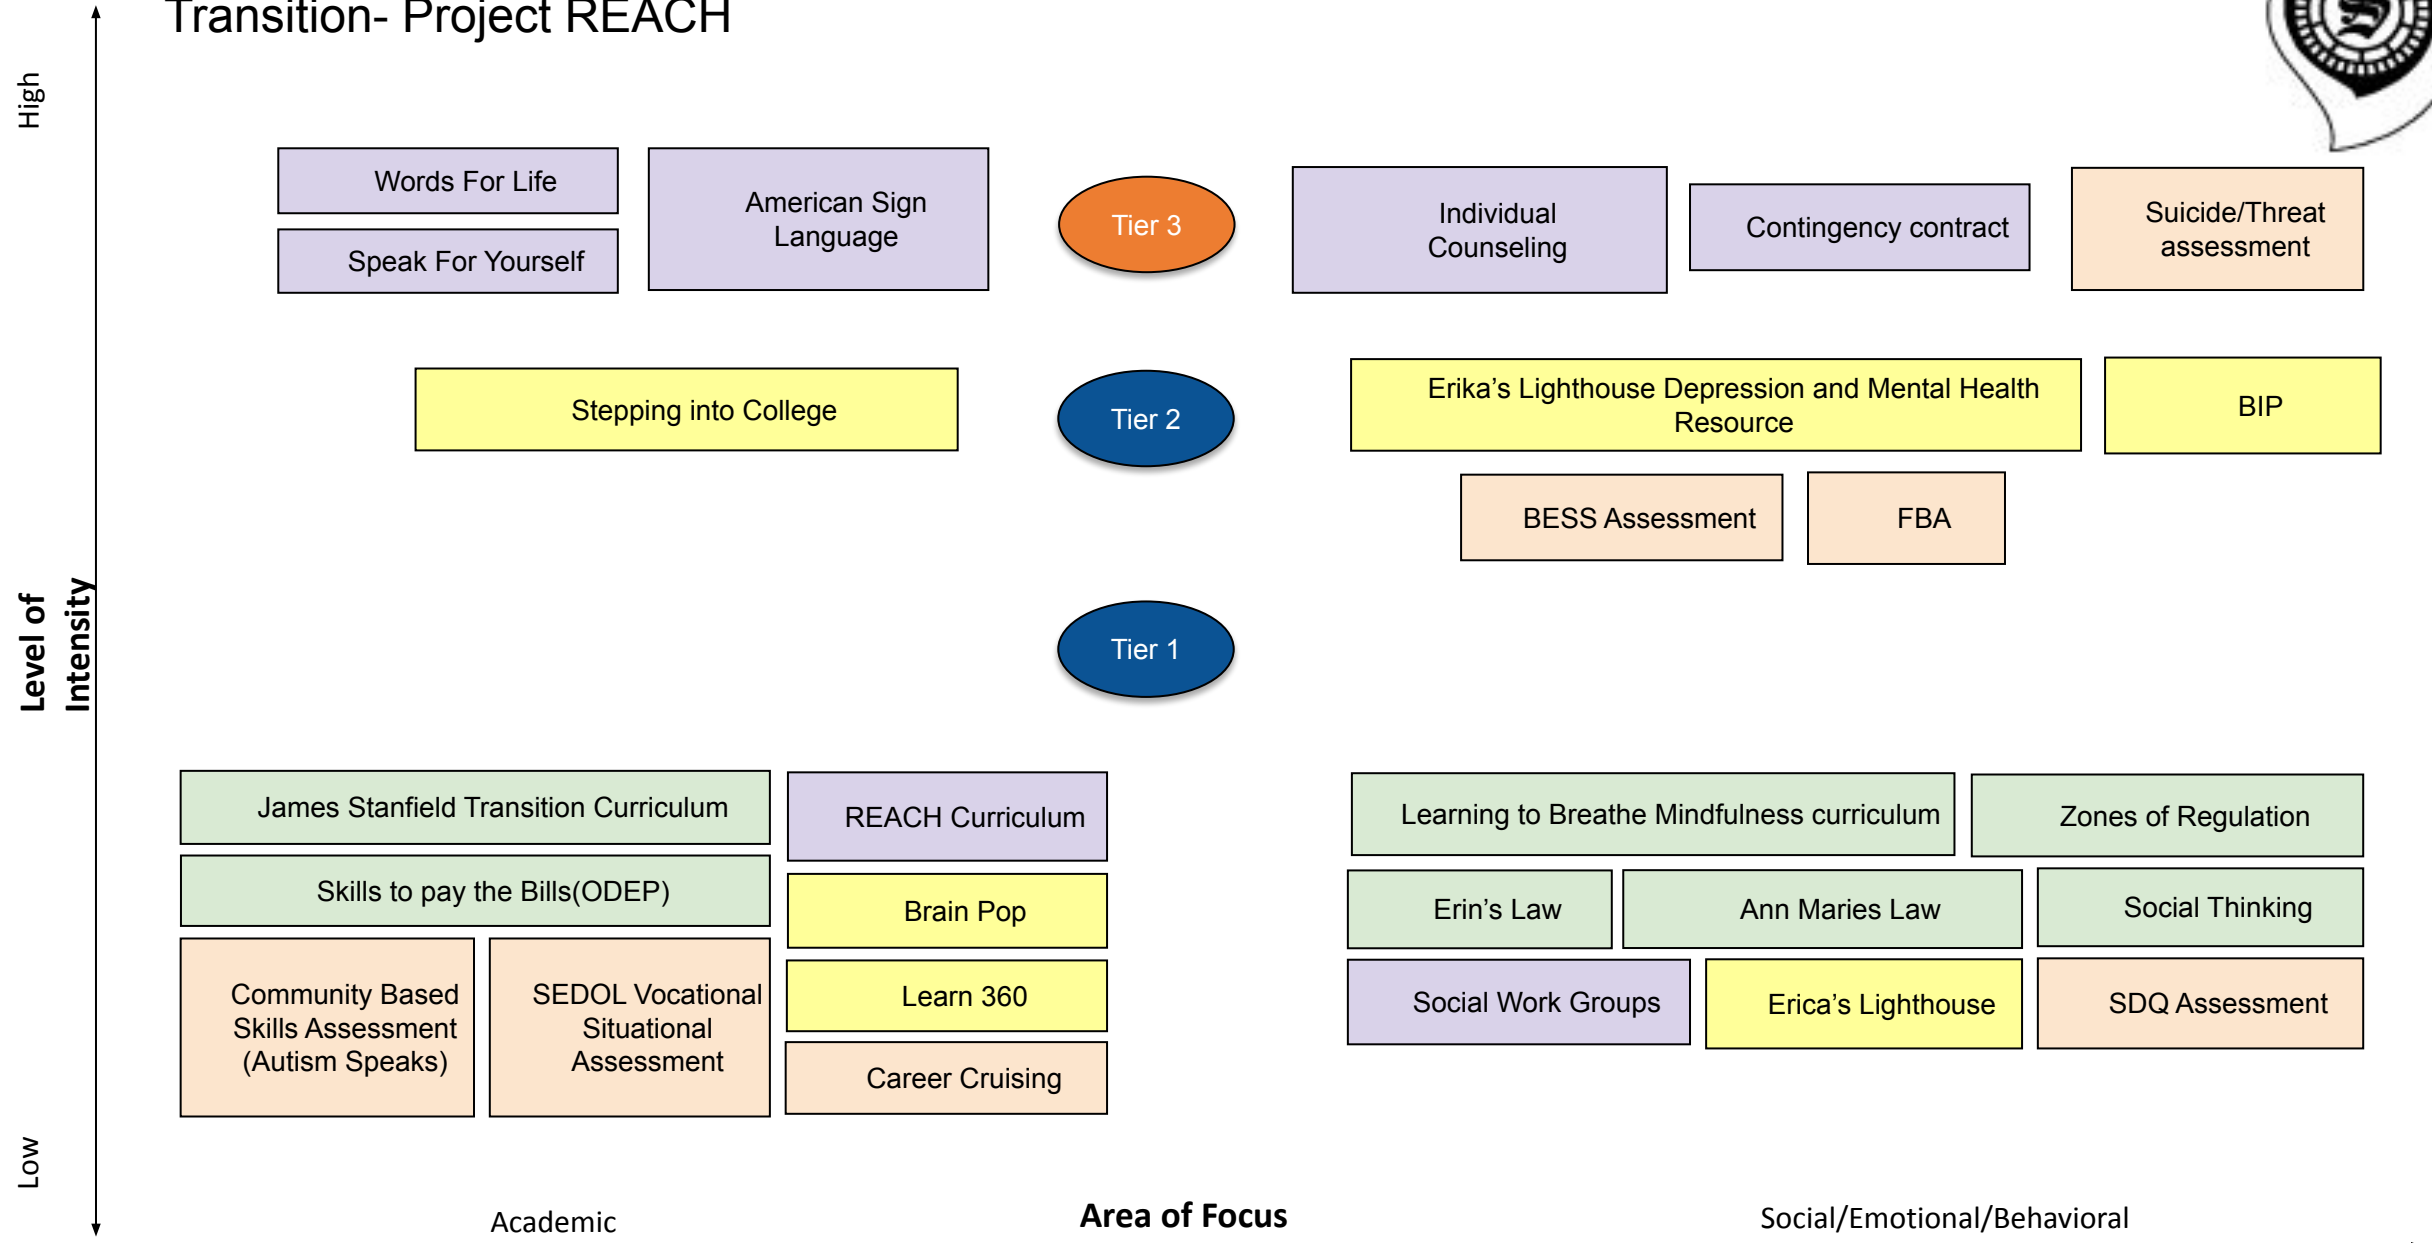 Transition- Project REACH
High
Words For Life
Speak For Yourself
American Sign
Language
Tier 3
Individual
Counseling
Contingency contract
Suicide/Threat
assessment
Stepping into College
Tier 2
Erika’s Lighthouse Depression and Mental Health
Resource
BIP
BESS Assessment
FBA
Level of
Intensity
Tier 1
James Stanfield Transition Curriculum
REACH Curriculum
Skills to pay the Bills(ODEP)
Brain Pop
Community Based
Skills Assessment
(Autism Speaks)
SEDOL Vocational
Situational
Assessment
Learn 360
Career Cruising
Learning to Breathe Mindfulness curriculum
Zones of Regulation
Erin’s Law
Ann Maries Law
Social Thinking
Social Work Groups
Erica’s Lighthouse
SDQ Assessment
Low
Academic
Area of Focus
Social/Emotional/Behavioral
S